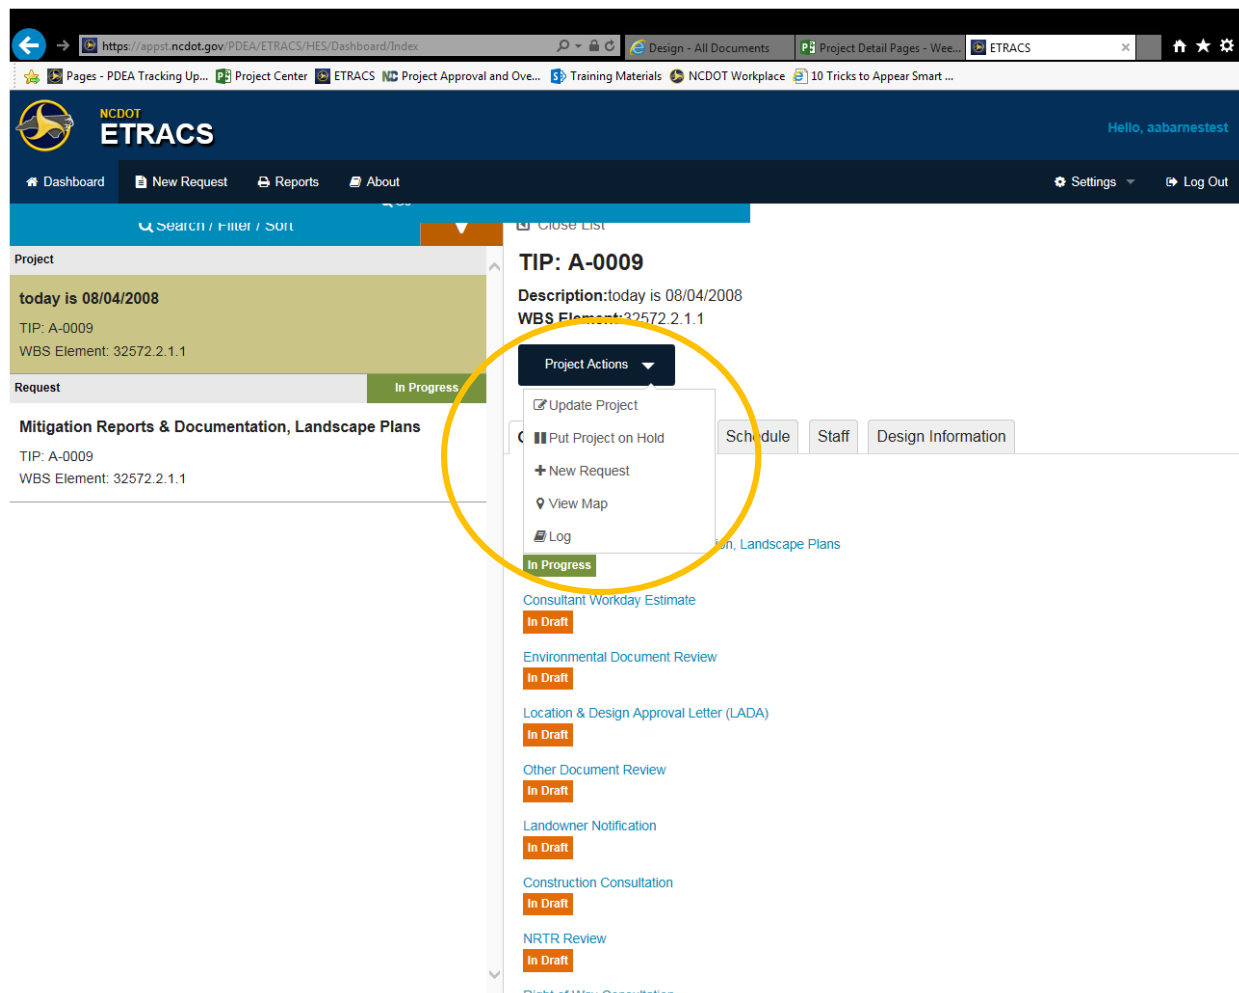 https://appst.ncdot.gov/PDEA/ETRACS/HES/Dashboard/Index
Design - All Documents
Project Detail Pages - Wee...
ETRACS
Pages - PDEA Tracking Up...
Project Center
ETRACS
Project Approval and Ove...
Training Materials
NCDOT Workplace
10 Tricks to Appear Smart ...
NCDOT
ETRACS
Hello, aabarnestest
Dashboard
New Request
Reports
About
Settings
Log Out
Search / Filter / Sort
Close List
Project
today is 08/04/2008
TIP: A-0009
WBS Element: 32572.2.1.1
Request
In Progress
Mitigation Reports & Documentation, Landscape Plans
TIP: A-0009
WBS Element: 32572.2.1.1
TIP: A-0009
Description:today is 08/04/2008
WBS Element:32572.2.1.1
Project Actions
Update Project
Put Project on Hold
New Request
View Map
Log
Schedule
Staff
Design Information
Landscape Plans
In Progress
Consultant Workday Estimate
In Draft
Environmental Document Review
In Draft
Location & Design Approval Letter (LADA)
In Draft
Other Document Review
In Draft
Landowner Notification
In Draft
Construction Consultation
In Draft
NRTR Review
In Draft
Right of Way Consultation